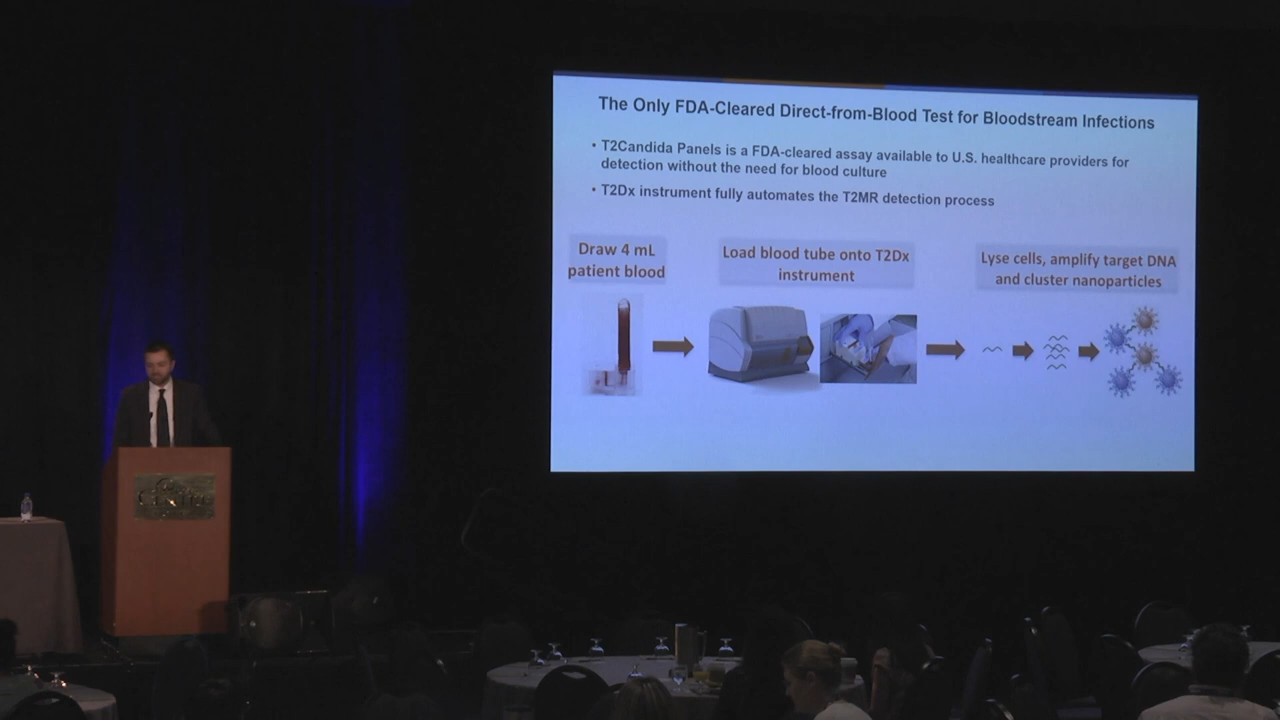 The Only FDA-Cleared Direct-from-Blood Test for Bloodstream Infections
• T2Candida Panels is a FDA-cleared assay available to U.S. healthcare providers for
detection without the need for blood culture
• T2Dx instrument fully automates the T2MR detection process
Draw 4 mL
patient blood
Load blood tube onto T2Dx
instrument
Lyse cells, amplify target DNA
and cluster nanoparticles